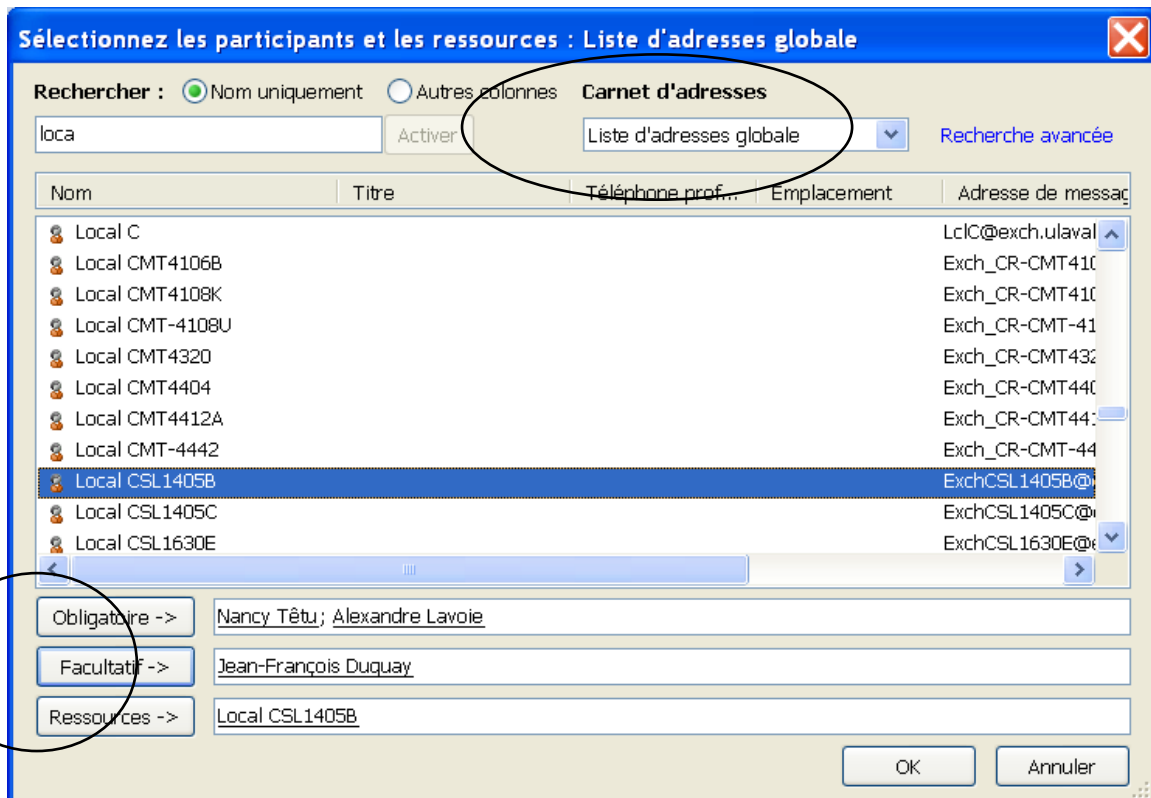 Sélectionnez les participants et les ressources : Liste d'adresses globale
Rechercher : Nom uniquement Autres colonnes Carnet d'adresses
loca Activer Liste d'adresses globale Recherche avancée
Nom Titre Téléphone prof... Emplacement Adresse de messag
Local C LclC@exch.ulaval
Local CMT4106B Exch_CR-CMT410
Local CMT4108K Exch_CR-CMT410
Local CMT-4108U Exch_CR-CMT-41
Local CMT4320 Exch_CR-CMT432
Local CMT4404 Exch_CR-CMT440
Local CMT4412A Exch_CR-CMT441
Local CMT-4442 Exch_CR-CMT-44
Local CSL1405B ExchCSL1405B@
Local CSL1405C ExchCSL1405C@
Local CSL1630E ExchCSL1630E@
Obligatoire -> Nancy Têtu; Alexandre Lavoie
Facultatif -> Jean-François Duquay
Ressources -> Local CSL1405B
OK Annuler